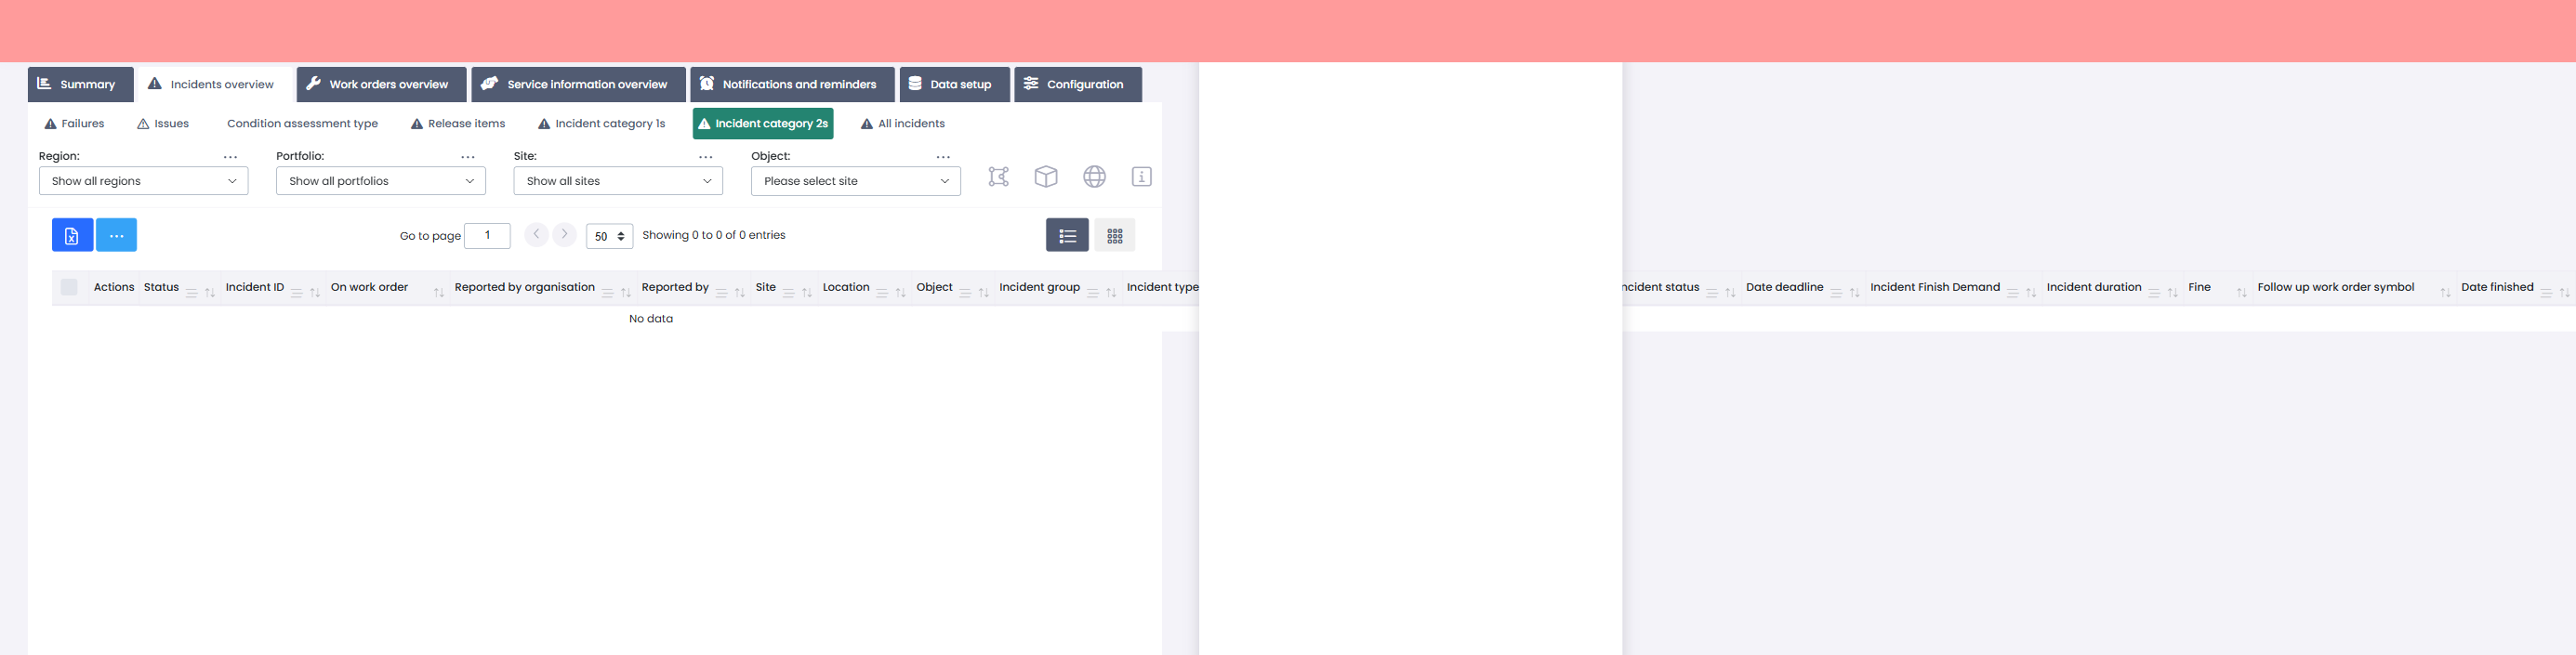 Summary Incidents overview Work orders overview Service information overview Notifications and reminders Data setup Configuration
Failures Issues Condition assessment type Release items Incident category 1s Incident category 2s All incidents
Region: ... Portfolio: ... Site: ... Object: ...
Show all regions Show all portfolios Show all sites Please select site
... Go to page 1 50 Showing 0 to 0 of 0 entries
Actions Status Incident ID On work order Reported by organisation Reported by Site Location Object Incident group Incident type ncident status Date deadline Incident Finish Demand Incident duration Fine Follow up work order symbol Date finished
No data